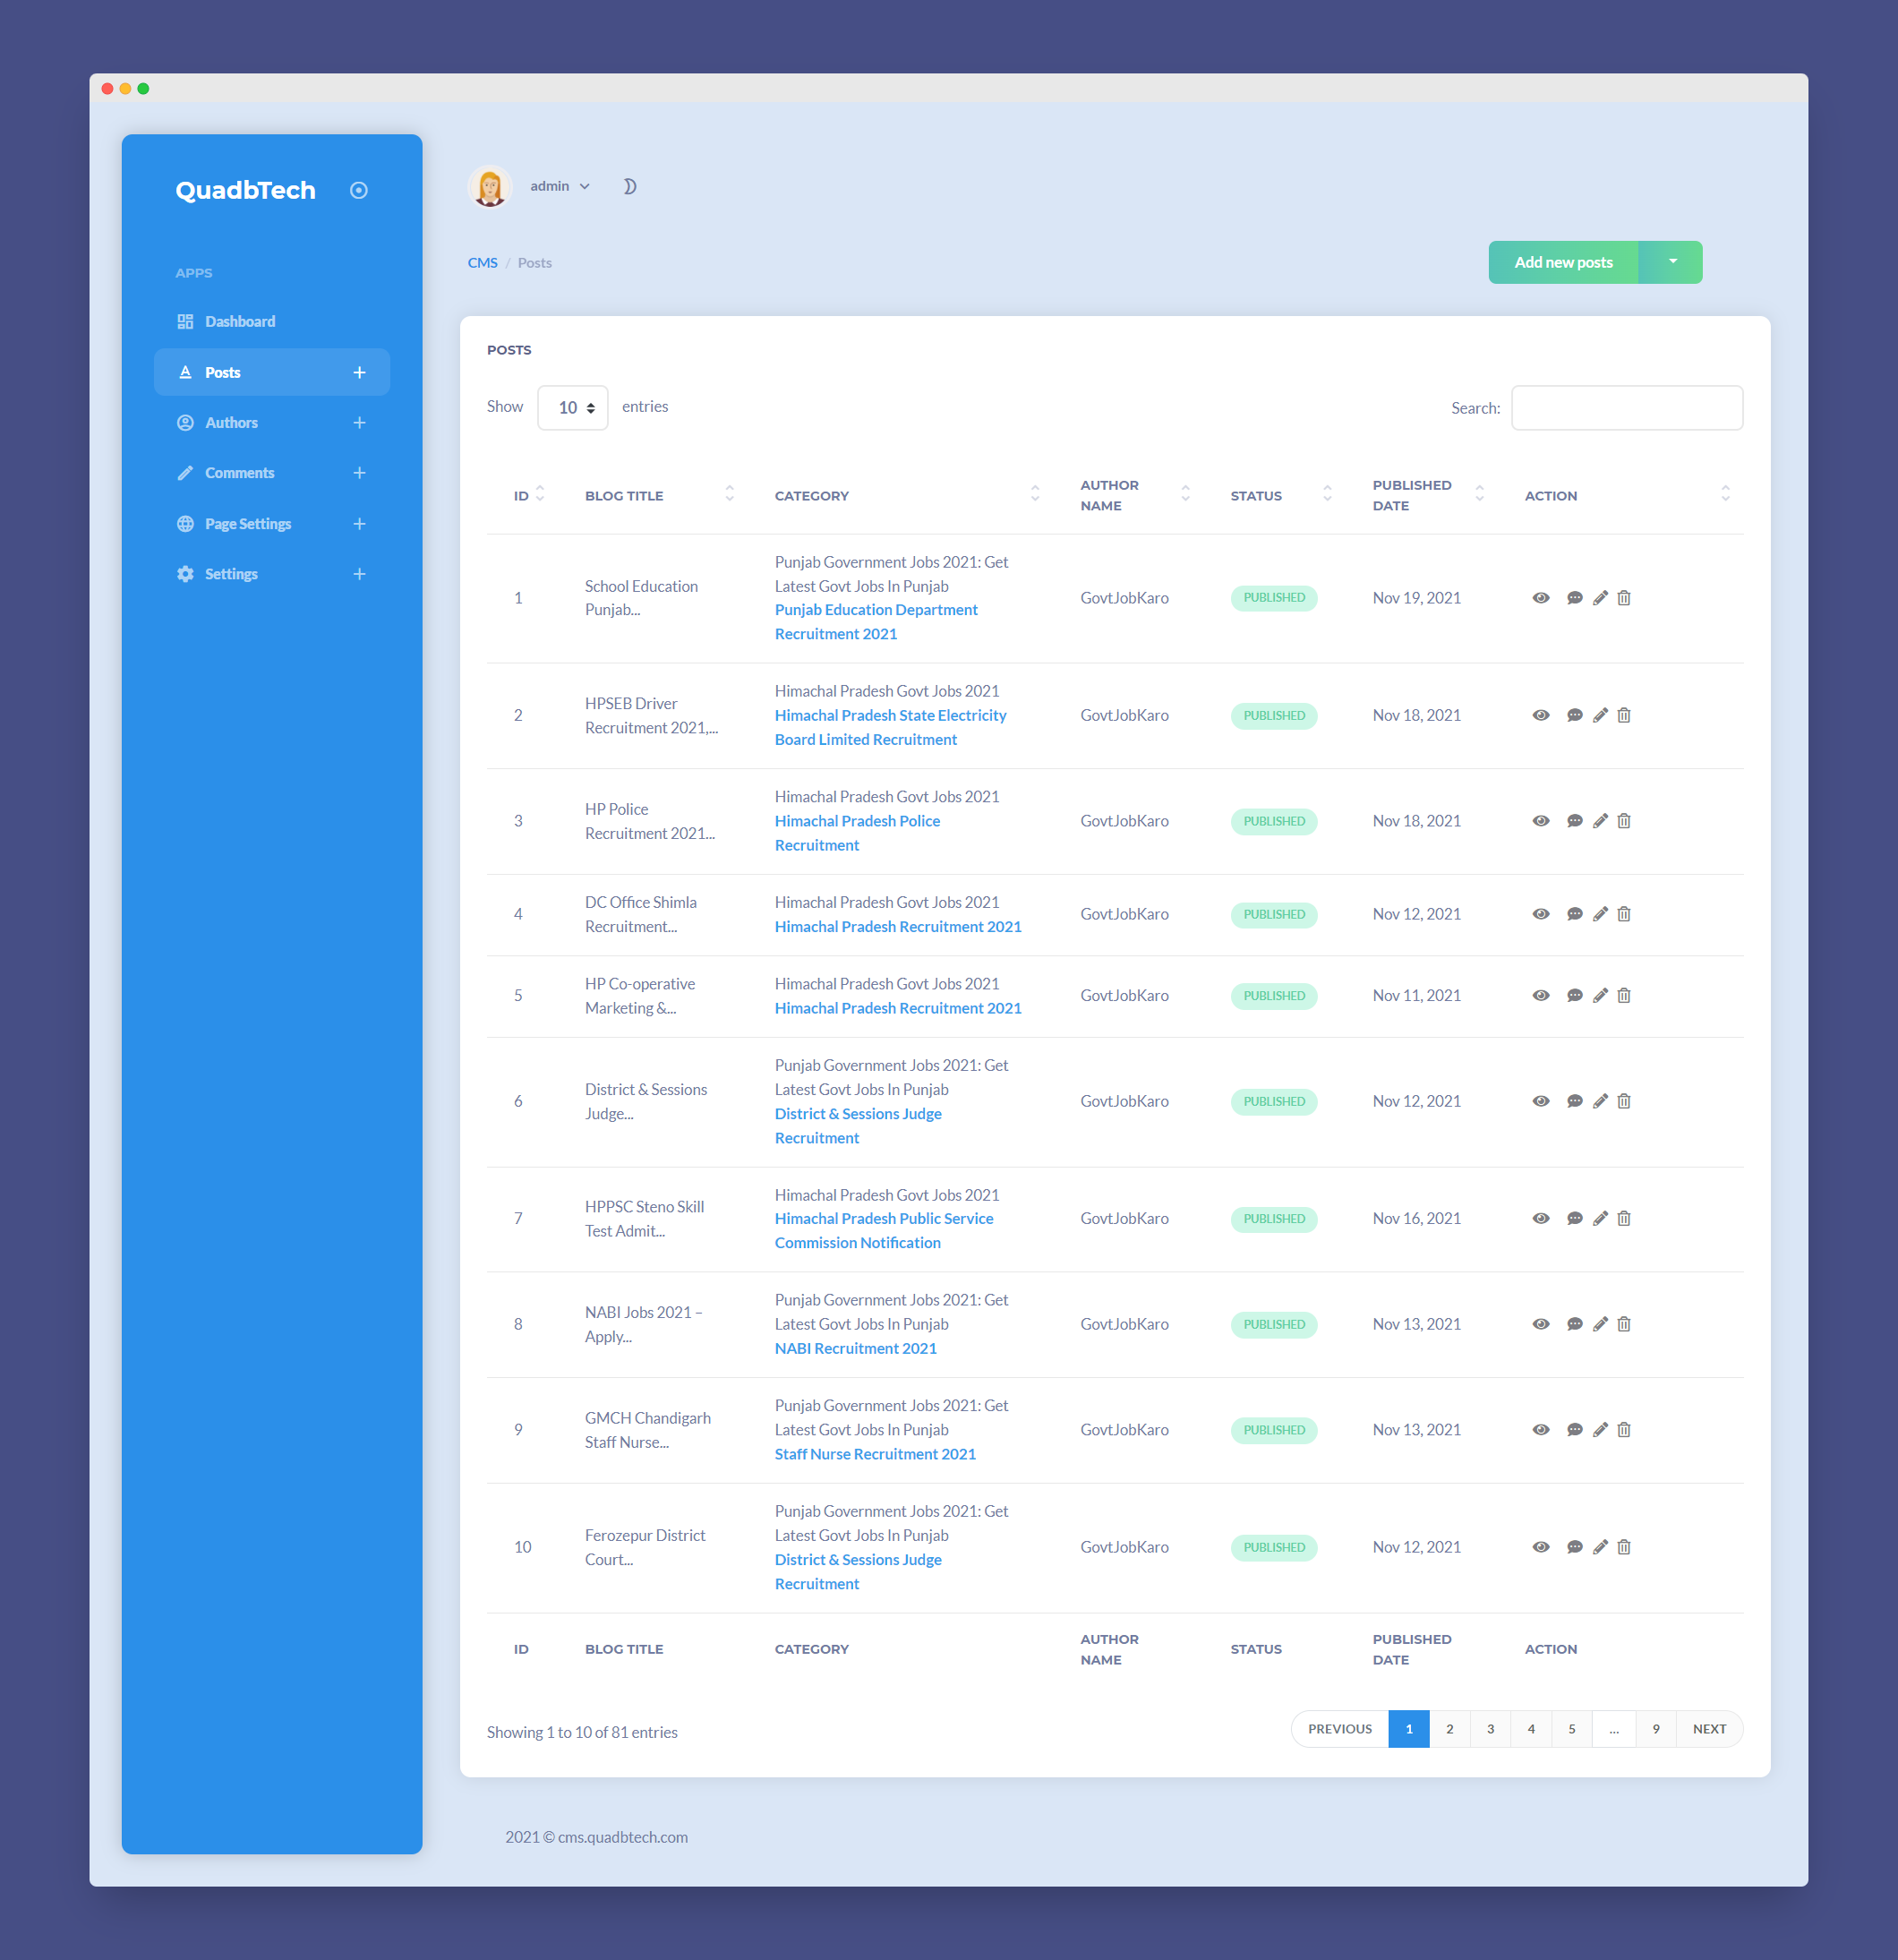 QuadbTech
APPS
Dashboard
Posts
Authors
Comments
Page Settings
Settings
admin
CMS / Posts
Add new posts
POSTS
Show 10 entries
Search:
ID BLOG TITLE CATEGORY AUTHOR NAME STATUS PUBLISHED DATE ACTION
1
School Education
Punjab...
Punjab Government Jobs 2021: Get
Latest Govt Jobs In Punjab
Punjab Education Department
Recruitment 2021
GovtJobKaro
PUBLISHED
Nov 19, 2021
2
HPSEB Driver
Recruitment 2021,...
Himachal Pradesh Govt Jobs 2021
Himachal Pradesh State Electricity
Board Limited Recruitment
GovtJobKaro
PUBLISHED
Nov 18, 2021
3
HP Police
Recruitment 2021...
Himachal Pradesh Govt Jobs 2021
Himachal Pradesh Police
Recruitment
GovtJobKaro
PUBLISHED
Nov 18, 2021
4
DC Office Shimla
Recruitment...
Himachal Pradesh Govt Jobs 2021
Himachal Pradesh Recruitment 2021
GovtJobKaro
PUBLISHED
Nov 12, 2021
5
HP Co-operative
Marketing &...
Himachal Pradesh Govt Jobs 2021
Himachal Pradesh Recruitment 2021
GovtJobKaro
PUBLISHED
Nov 11, 2021
6
District & Sessions
Judge...
Punjab Government Jobs 2021: Get
Latest Govt Jobs In Punjab
District & Sessions Judge
Recruitment
GovtJobKaro
PUBLISHED
Nov 12, 2021
7
HPPSC Steno Skill
Test Admit...
Himachal Pradesh Govt Jobs 2021
Himachal Pradesh Public Service
Commission Notification
GovtJobKaro
PUBLISHED
Nov 16, 2021
8
NABI Jobs 2021 –
Apply...
Punjab Government Jobs 2021: Get
Latest Govt Jobs In Punjab
NABI Recruitment 2021
GovtJobKaro
PUBLISHED
Nov 13, 2021
9
GMCH Chandigarh
Staff Nurse...
Punjab Government Jobs 2021: Get
Latest Govt Jobs In Punjab
Staff Nurse Recruitment 2021
GovtJobKaro
PUBLISHED
Nov 13, 2021
10
Ferozepur District
Court...
Punjab Government Jobs 2021: Get
Latest Govt Jobs In Punjab
District & Sessions Judge
Recruitment
GovtJobKaro
PUBLISHED
Nov 12, 2021
ID BLOG TITLE CATEGORY AUTHOR NAME STATUS PUBLISHED DATE ACTION
Showing 1 to 10 of 81 entries
PREVIOUS 1 2 3 4 5 ... 9 NEXT
2021 © cms.quadbtech.com